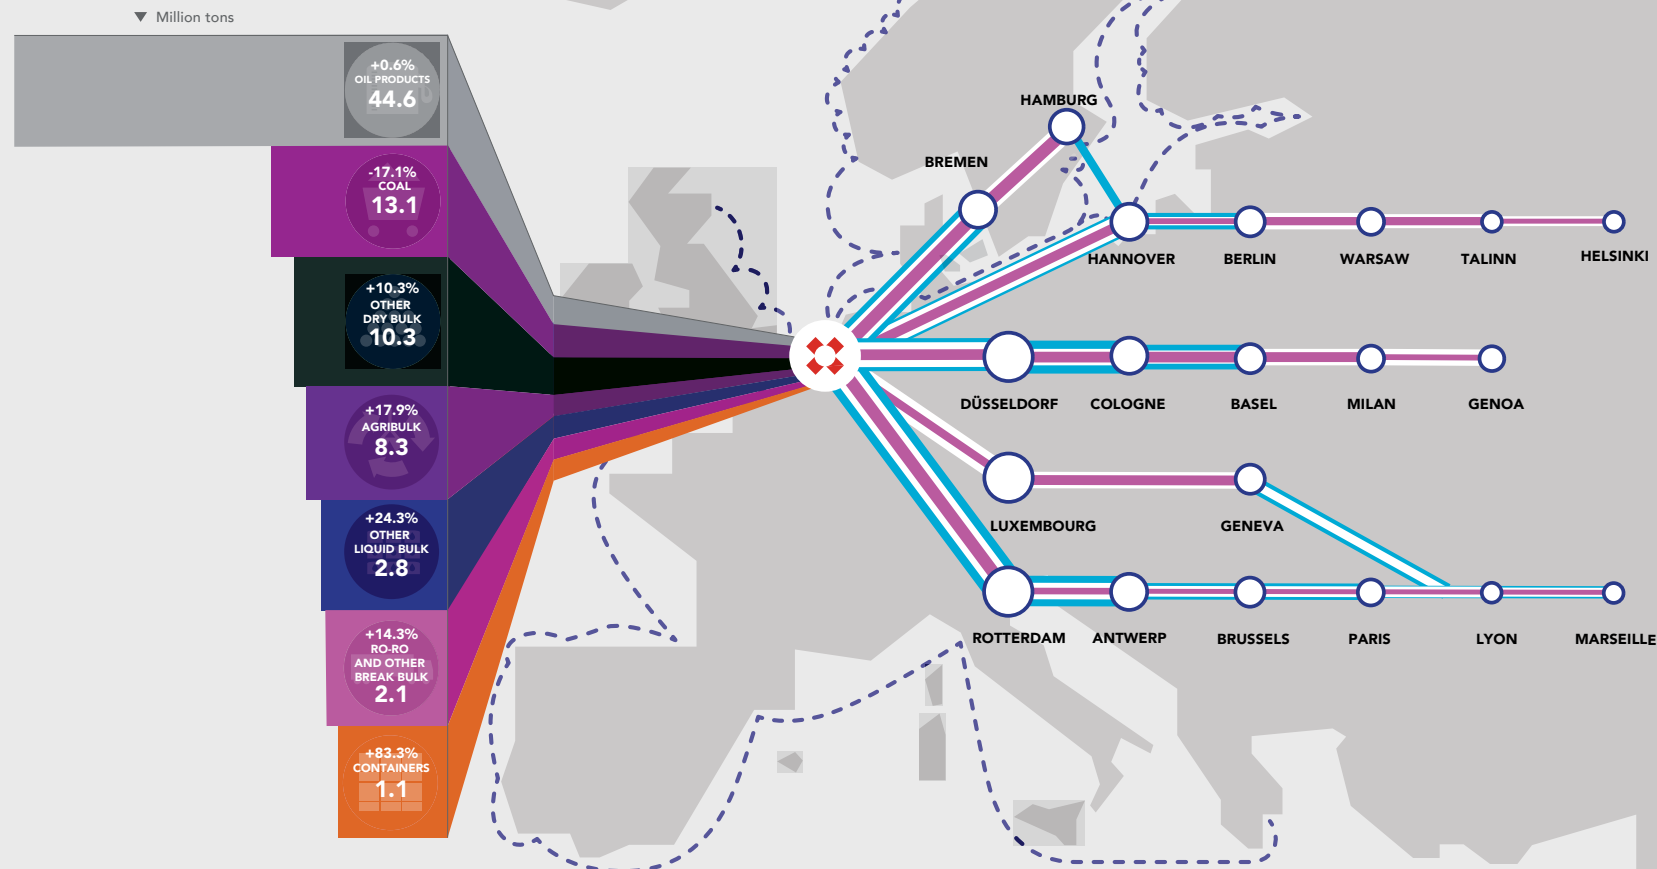 ▼ Million tons
+0.6%
OIL PRODUCTS
44.6
-17.1%
COAL
13.1
+10.3%
OTHER
DRY BULK
10.3
+17.9%
AGRIBULK
8.3
+24.3%
OTHER
LIQUID BULK
2.8
+14.3%
RO-RO
AND OTHER
BREAK BULK
2.1
+83.3%
CONTAINERS
1.1
HAMBURG
BREMEN
HANNOVER
BERLIN
WARSAW
TALINN
HELSINKI
DÜSSELDORF
COLOGNE
BASEL
MILAN
GENOA
LUXEMBOURG
GENEVA
ROTTERDAM
ANTWERP
BRUSSELS
PARIS
LYON
MARSEILLE